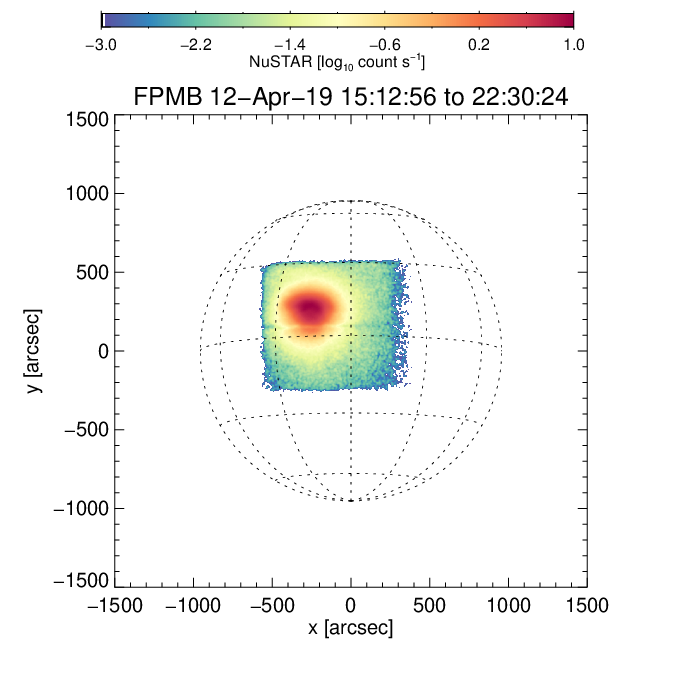 −3.0 −2.2 −1.4 −0.6 0.2 1.0
NuSTAR [log₁₀ count s⁻¹]
FPMB 12−Apr−19 15:12:56 to 22:30:24
1500
1000
500
0
−500
−1000
−1500
y [arcsec]
−1500 −1000 −500 0 500 1000 1500
x [arcsec]